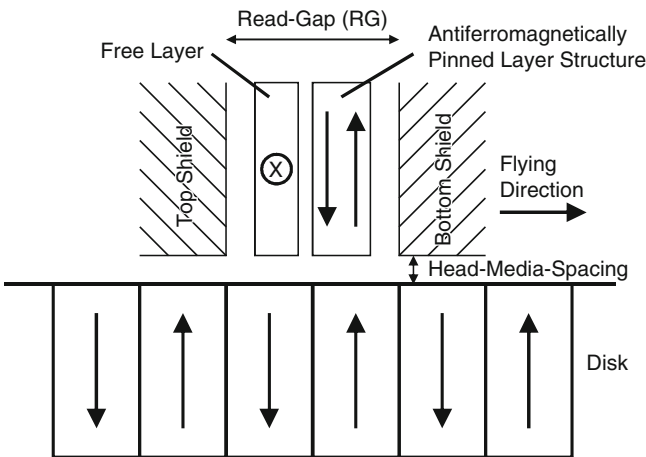 Read-Gap (RG)
Free Layer
Antiferromagnetically
Pinned Layer Structure
Top Shield
X
Bottom Shield
Flying
Direction
Head-Media-Spacing
Disk